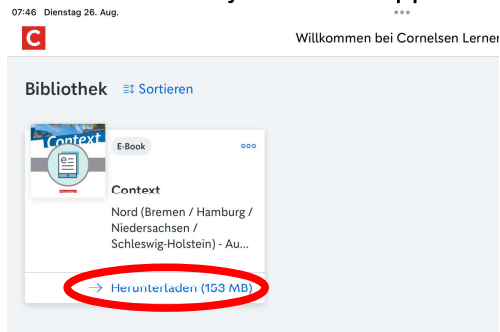 07:46 Dienstag 26. Aug.
C
Willkommen bei Cornelsen Lernen
Bibliothek
Sortieren
Context
E-Book
Context
Nord (Bremen / Hamburg /
Niedersachsen /
Schleswig-Holstein) - Au...
Herunterladen (153 MB)